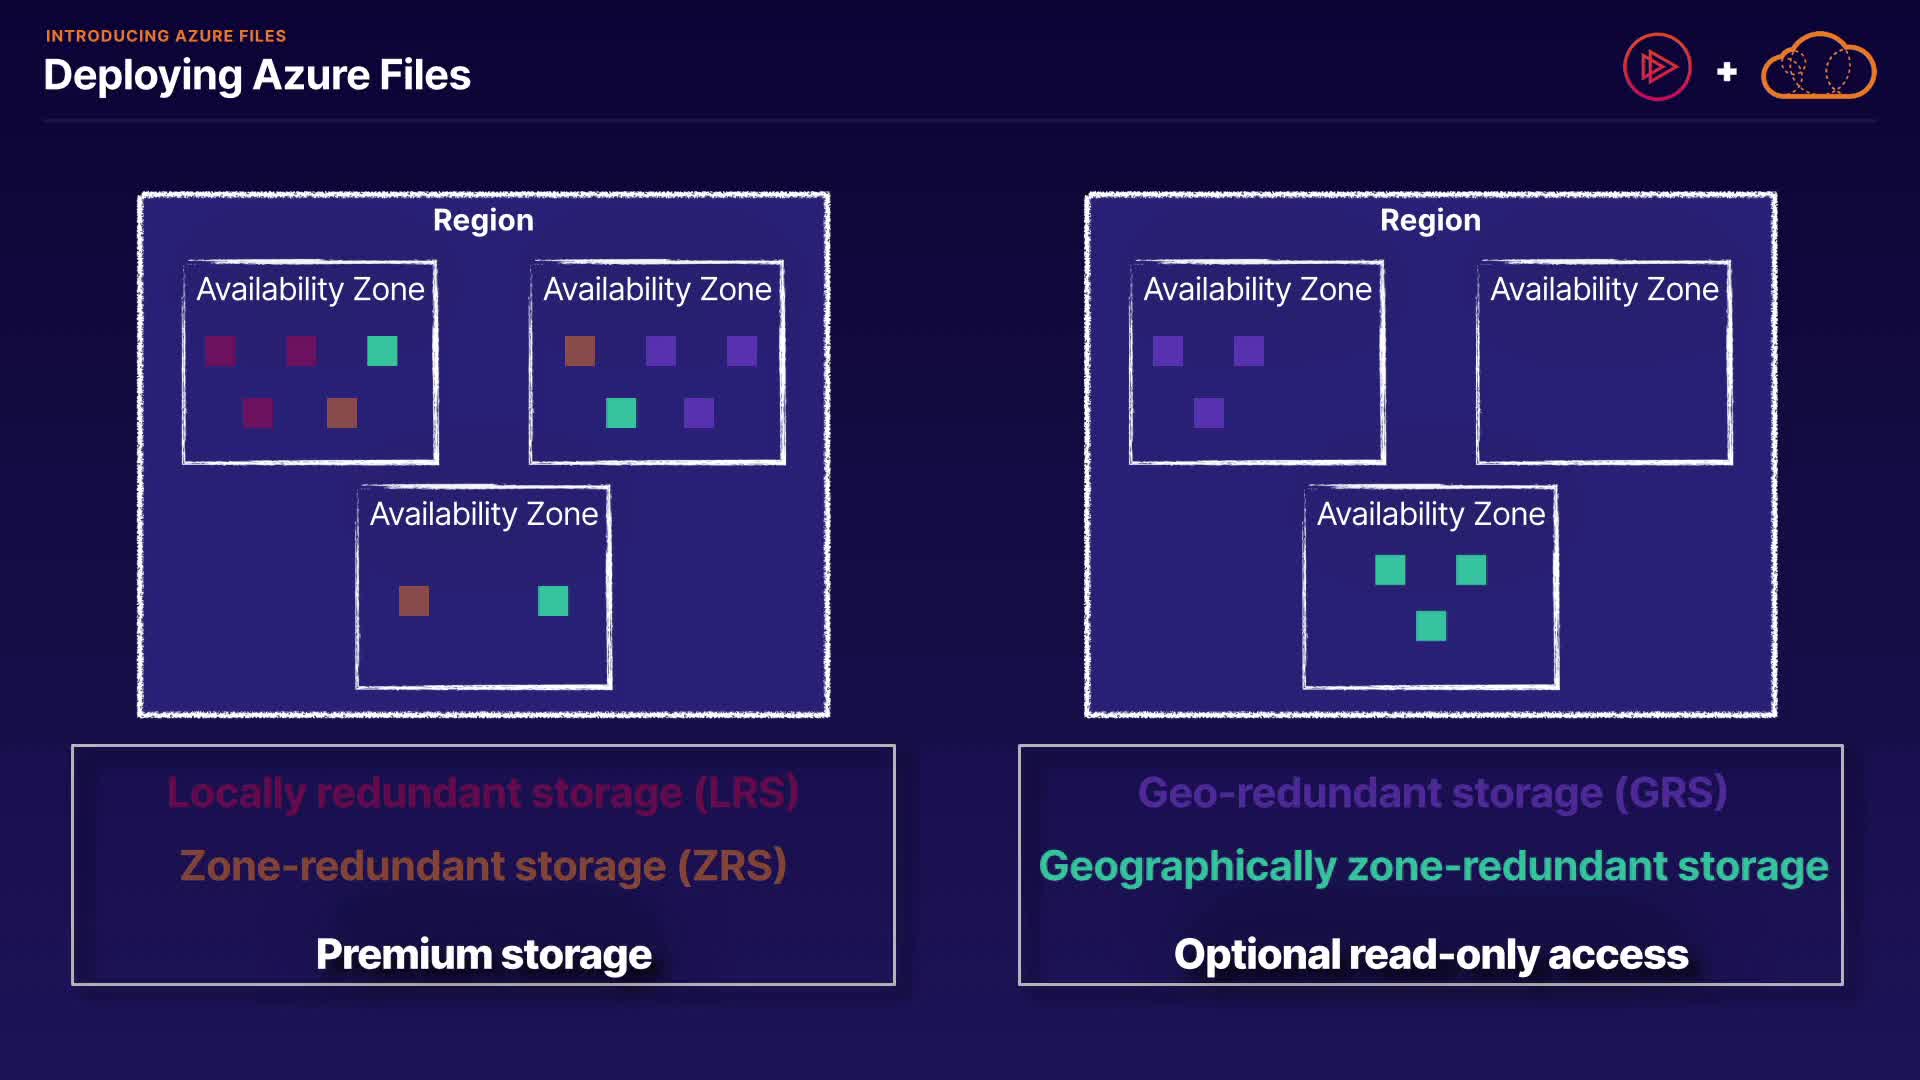 INTRODUCING AZURE FILES
Deploying Azure Files
Region
Availability Zone
Availability Zone
Availability Zone
Region
Availability Zone
Availability Zone
Availability Zone
Locally redundant storage (LRS)
Zone-redundant storage (ZRS)
Premium storage
Geo-redundant storage (GRS)
Geographically zone-redundant storage
Optional read-only access